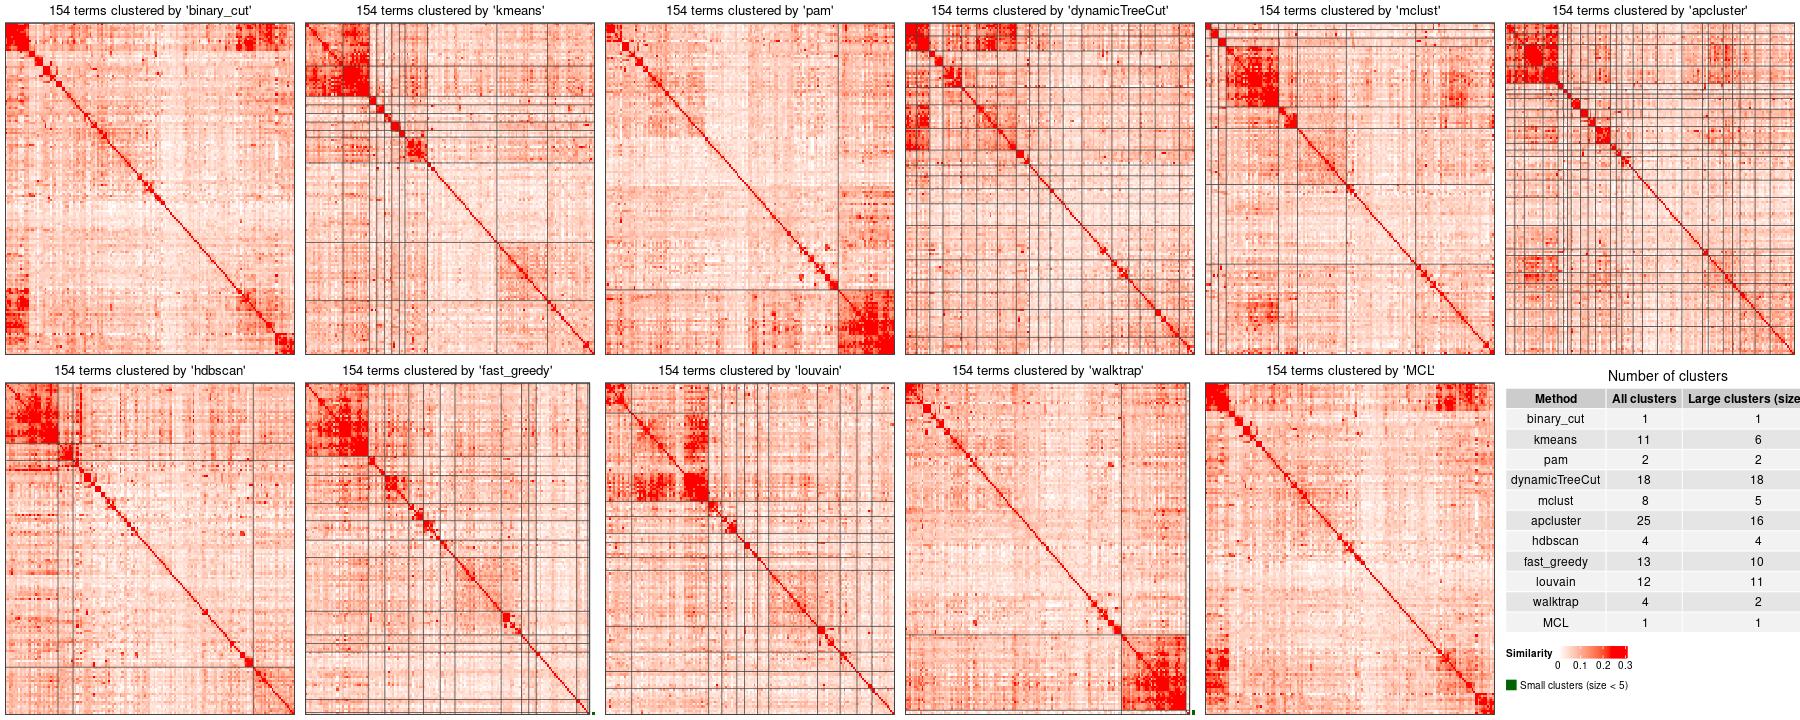 154 terms clustered by 'binary_cut'
154 terms clustered by 'kmeans'
154 terms clustered by 'pam'
154 terms clustered by 'dynamicTreeCut'
154 terms clustered by 'mclust'
154 terms clustered by 'apcluster'
154 terms clustered by 'hdbscan'
154 terms clustered by 'fast_greedy'
154 terms clustered by 'louvain'
154 terms clustered by 'walktrap'
154 terms clustered by 'MCL'
Number of clusters
Method All clusters Large clusters (size
binary_cut 1 1
kmeans 11 6
pam 2 2
dynamicTreeCut 18 18
mclust 8 5
apcluster 25 16
hdbscan 4 4
fast_greedy 13 10
louvain 12 11
walktrap 4 2
MCL 1 1
Similarity
0 0.1 0.2 0.3
Small clusters (size < 5)